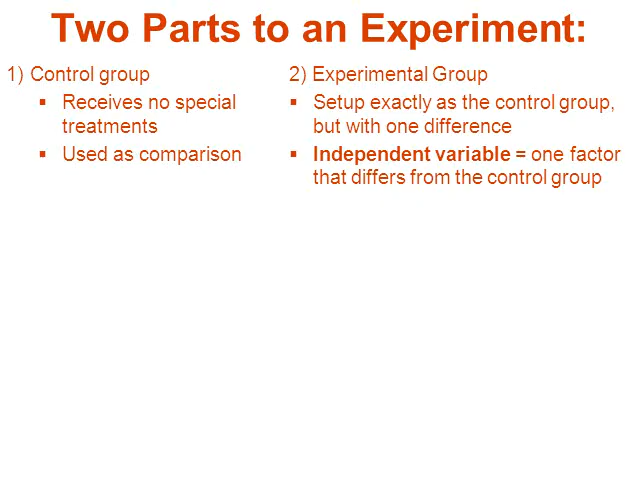 Two Parts to an Experiment:
1) Control group
▪ Receives no special
treatments
▪ Used as comparison
2) Experimental Group
▪ Setup exactly as the control group,
but with one difference
▪ Independent variable = one factor
that differs from the control group